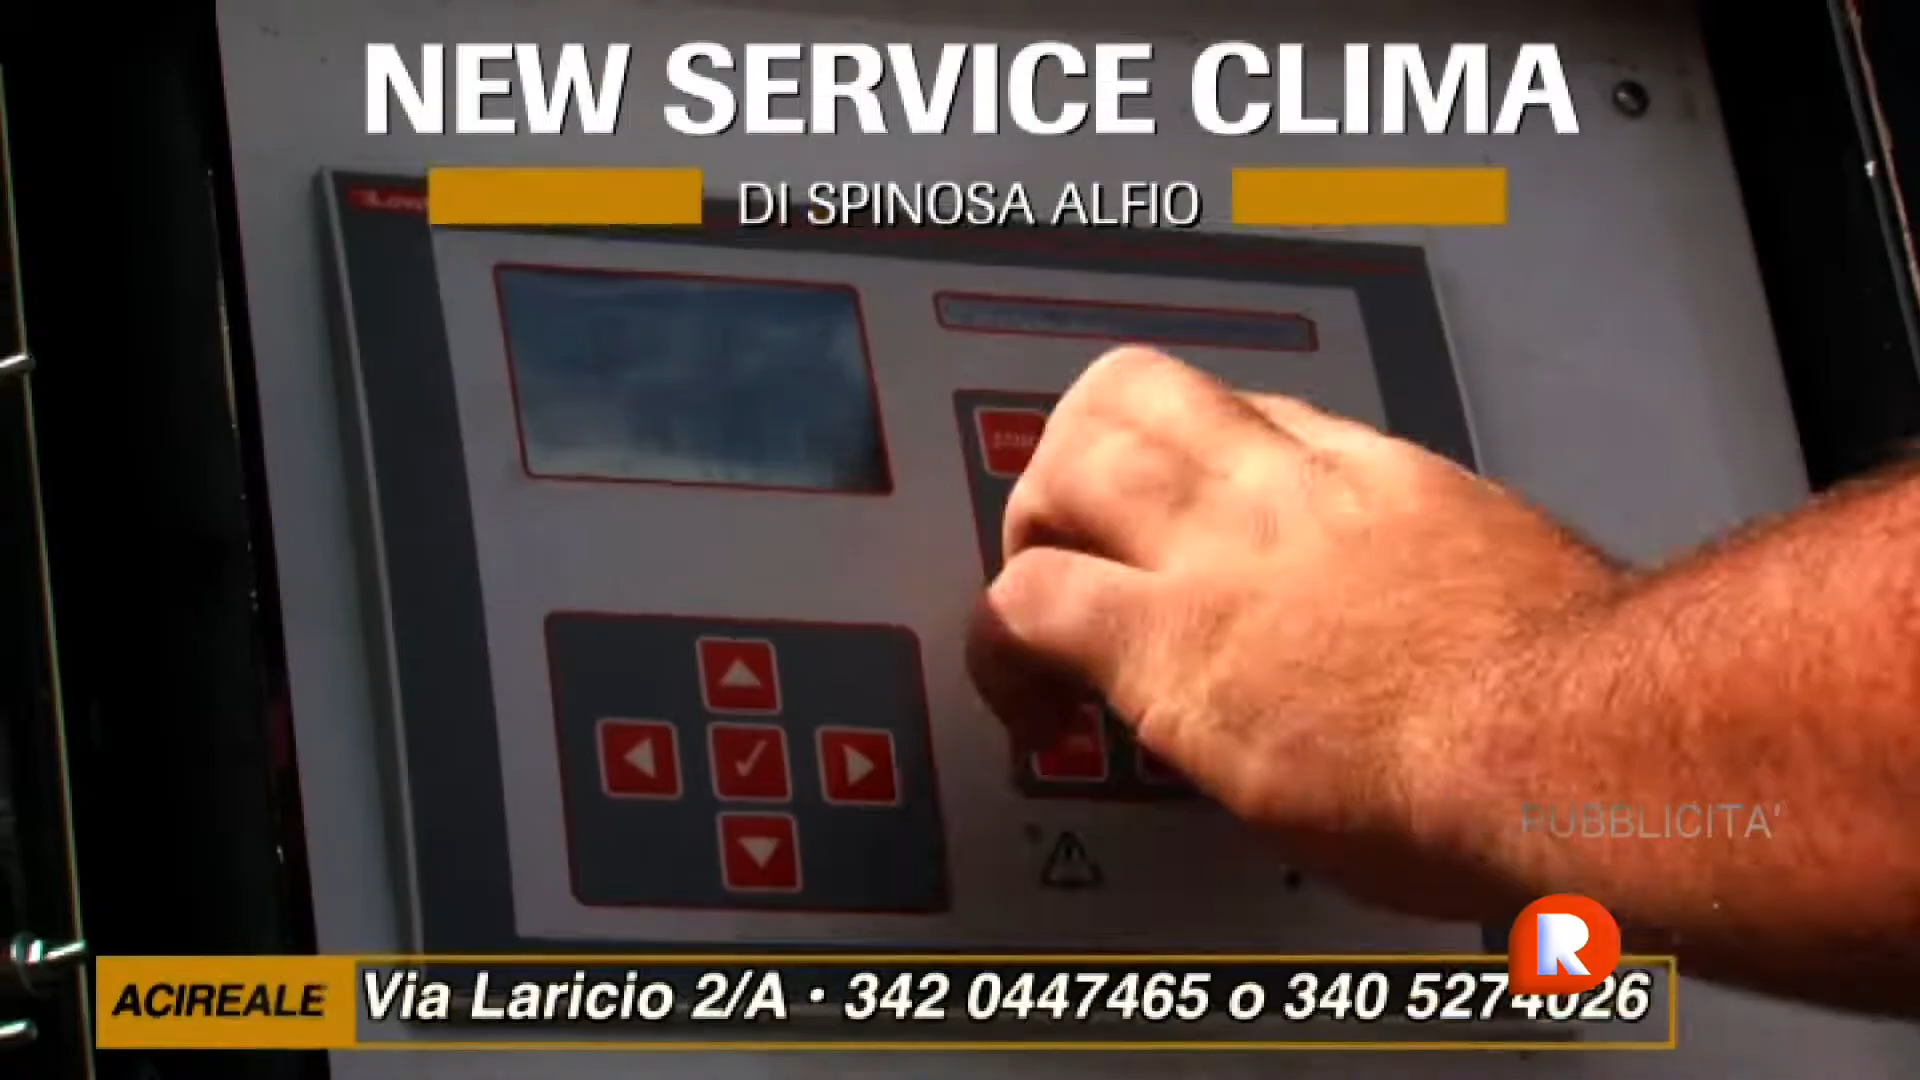 NEW SERVICE CLIMA
DI SPINOSA ALFIO
PUBBLICITA'
R
ACIREALE Via Laricio 2/A • 342 0447465 o 340 5274026